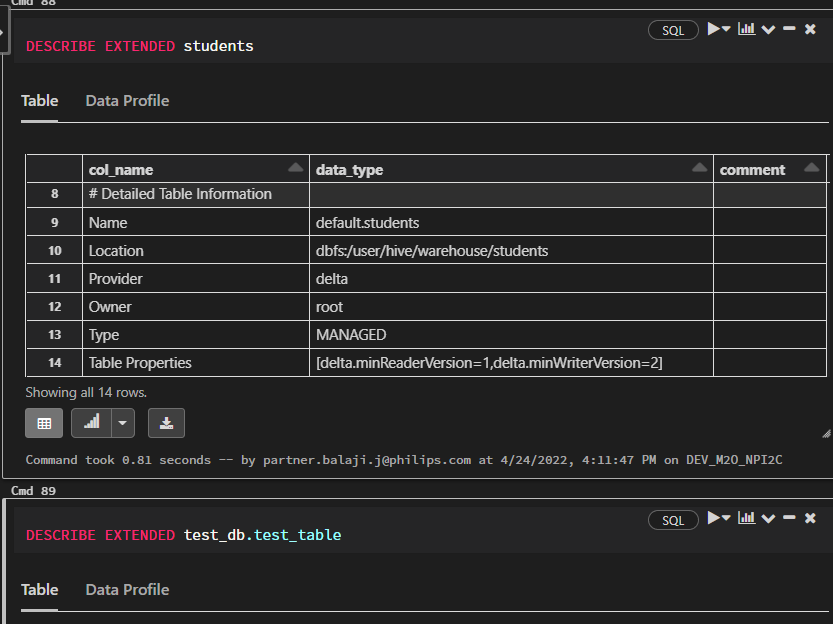 Cmd 88
DESCRIBE EXTENDED students
SQL
Table Data Profile
col_name data_type comment
8 # Detailed Table Information
9 Name default.students
10 Location dbfs:/user/hive/warehouse/students
11 Provider delta
12 Owner root
13 Type MANAGED
14 Table Properties [delta.minReaderVersion=1,delta.minWriterVersion=2]
Showing all 14 rows.
Command took 0.81 seconds -- by partner.balaji.j@philips.com at 4/24/2022, 4:11:47 PM on DEV_M2O_NPI2C
Cmd 89
SQL
DESCRIBE EXTENDED test_db.test_table
Table Data Profile